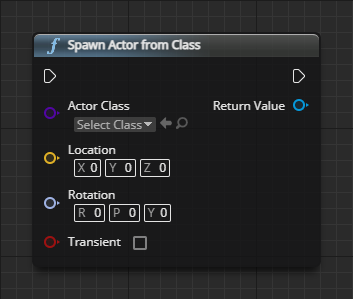 f Spawn Actor from Class
Actor Class Return Value
Select Class
Location
X 0 Y 0 Z 0
Rotation
R 0 P 0 Y 0
Transient